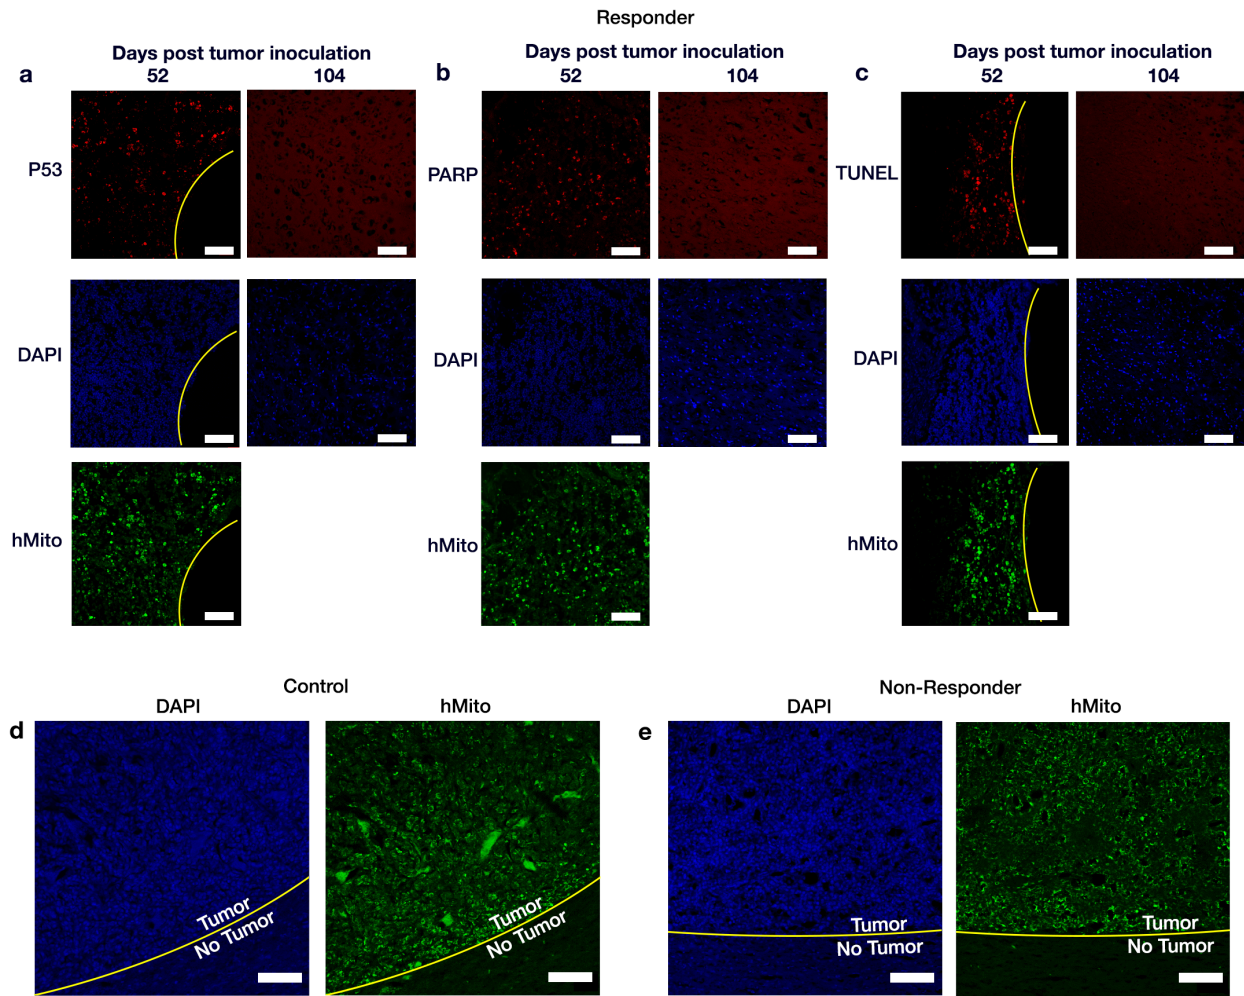 Responder
a
Days post tumor inoculation
52
104
P53
DAPI
hMito
b
Days post tumor inoculation
52
104
PARP
DAPI
hMito
c
Days post tumor inoculation
52
104
TUNEL
DAPI
hMito
d
Control
DAPI
hMito
Tumor
No Tumor
Tumor
No Tumor
e
Non-Responder
DAPI
hMito
Tumor
No Tumor
Tumor
No Tumor